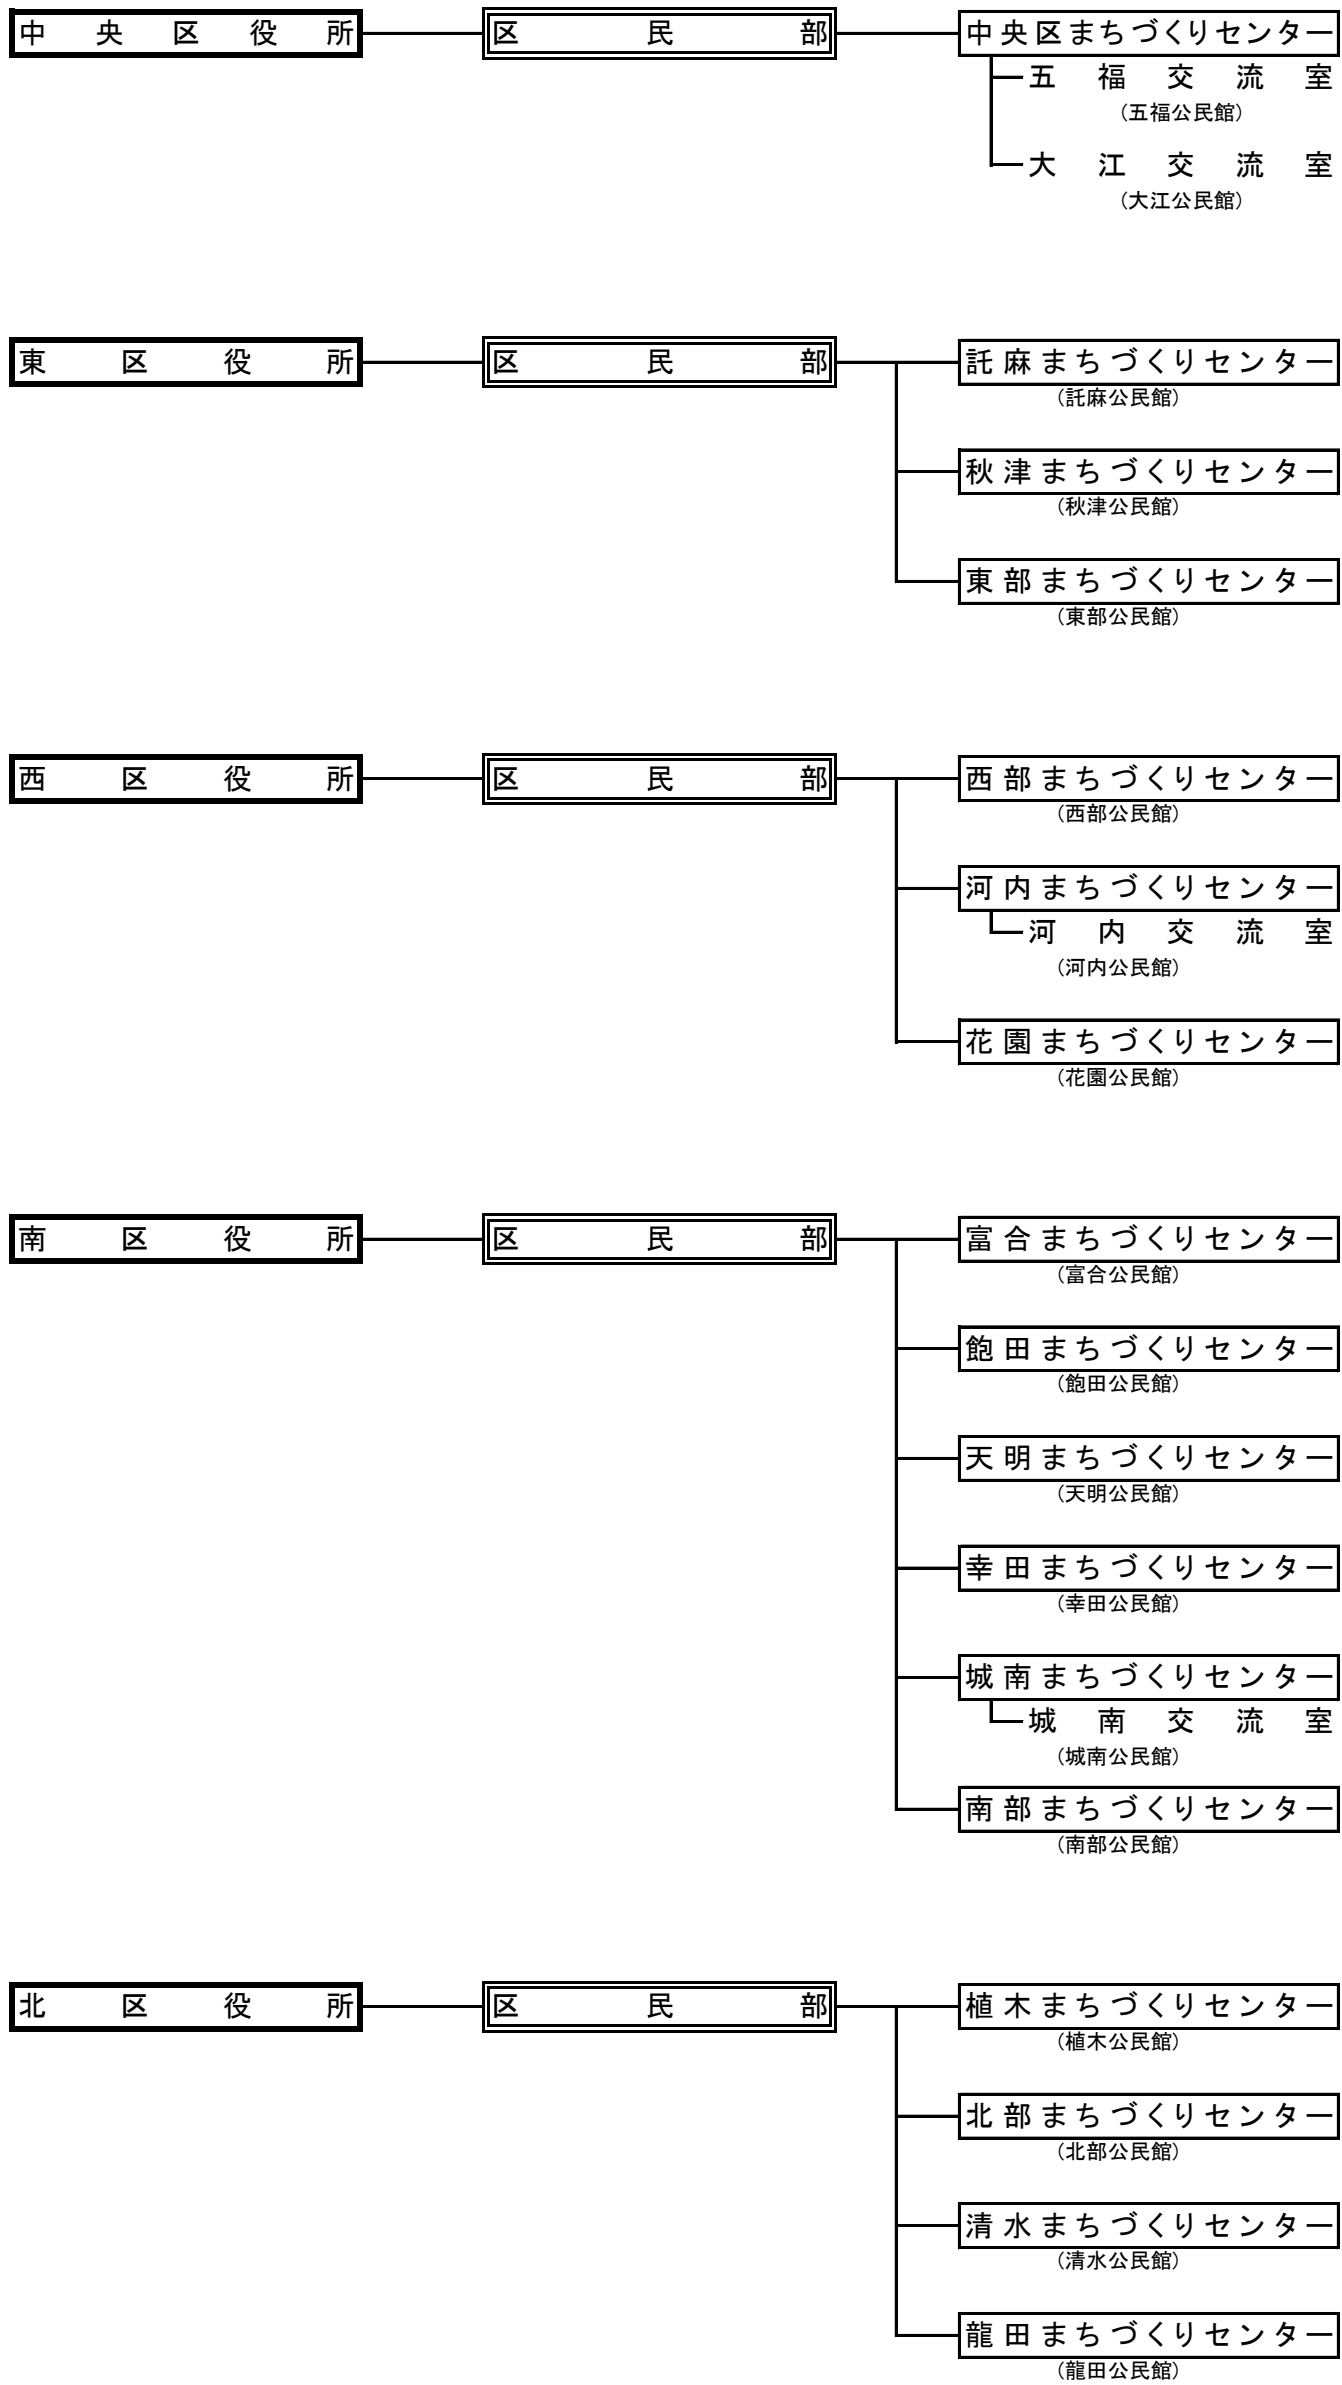 中央区役所 区民部 中央区まちづくりセンター
五福交流室
（五福公民館）
大江交流室
（大江公民館）
東区役所 区民部 託麻まちづくりセンター
（託麻公民館）
秋津まちづくりセンター
（秋津公民館）
東部まちづくりセンター
（東部公民館）
西区役所 区民部 西部まちづくりセンター
（西部公民館）
河内まちづくりセンター
河内交流室
（河内公民館）
花園まちづくりセンター
（花園公民館）
南区役所 区民部 富合まちづくりセンター
（富合公民館）
飽田まちづくりセンター
（飽田公民館）
天明まちづくりセンター
（天明公民館）
幸田まちづくりセンター
（幸田公民館）
城南まちづくりセンター
城南交流室
（城南公民館）
南部まちづくりセンター
（南部公民館）
北区役所 区民部 植木まちづくりセンター
（植木公民館）
北部まちづくりセンター
（北部公民館）
清水まちづくりセンター
（清水公民館）
龍田まちづくりセンター
（龍田公民館）